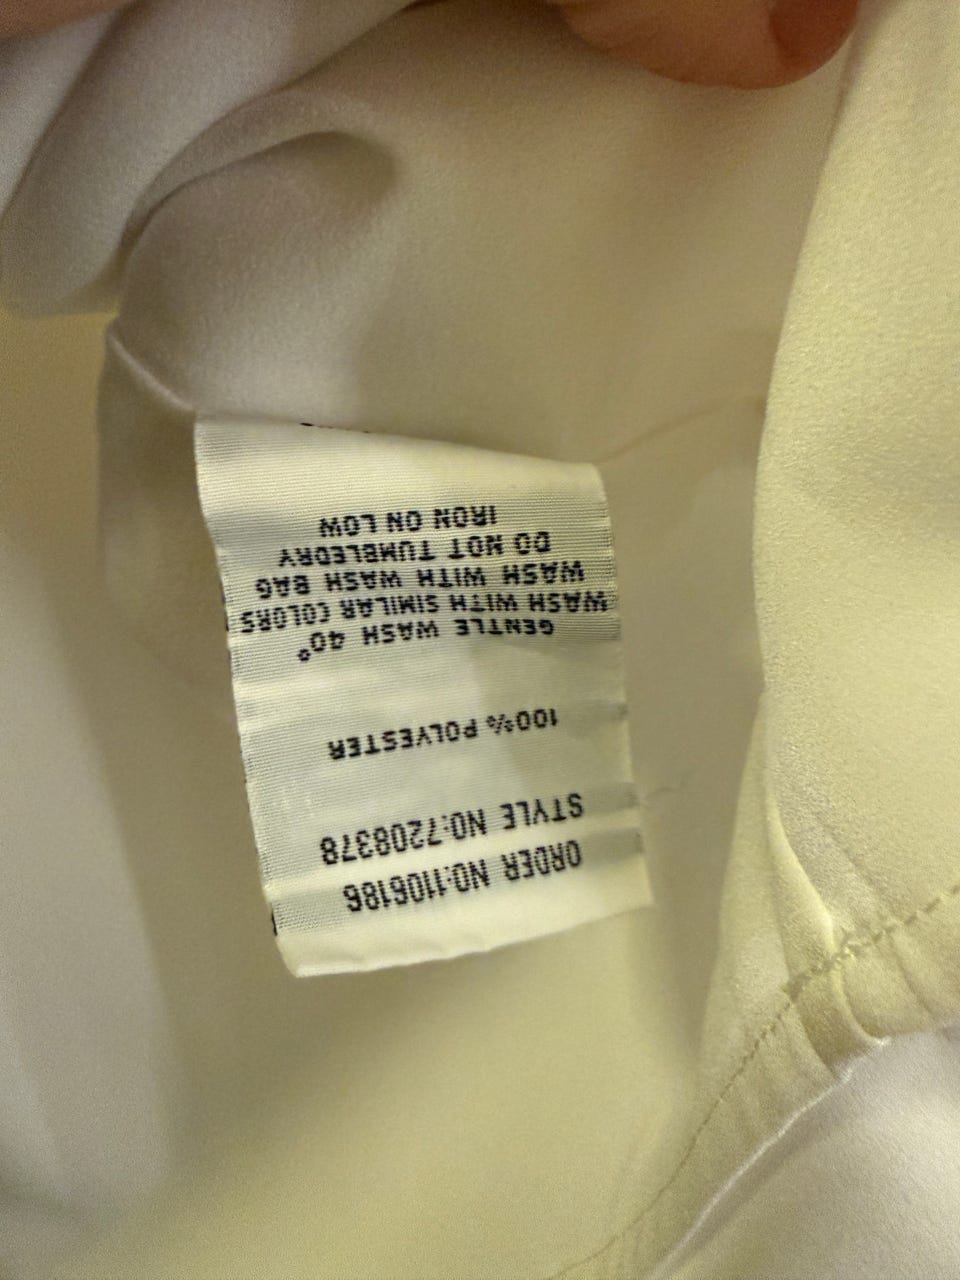 ORDER NO:1106186
STYLE NO:7208378
100% POLYESTER
GENTLE WASH 40°
WASH WITH SIMILAR COLORS
WASH WITH WASH BAG
DO NOT TUMBLEDRY
IRON ON LOW